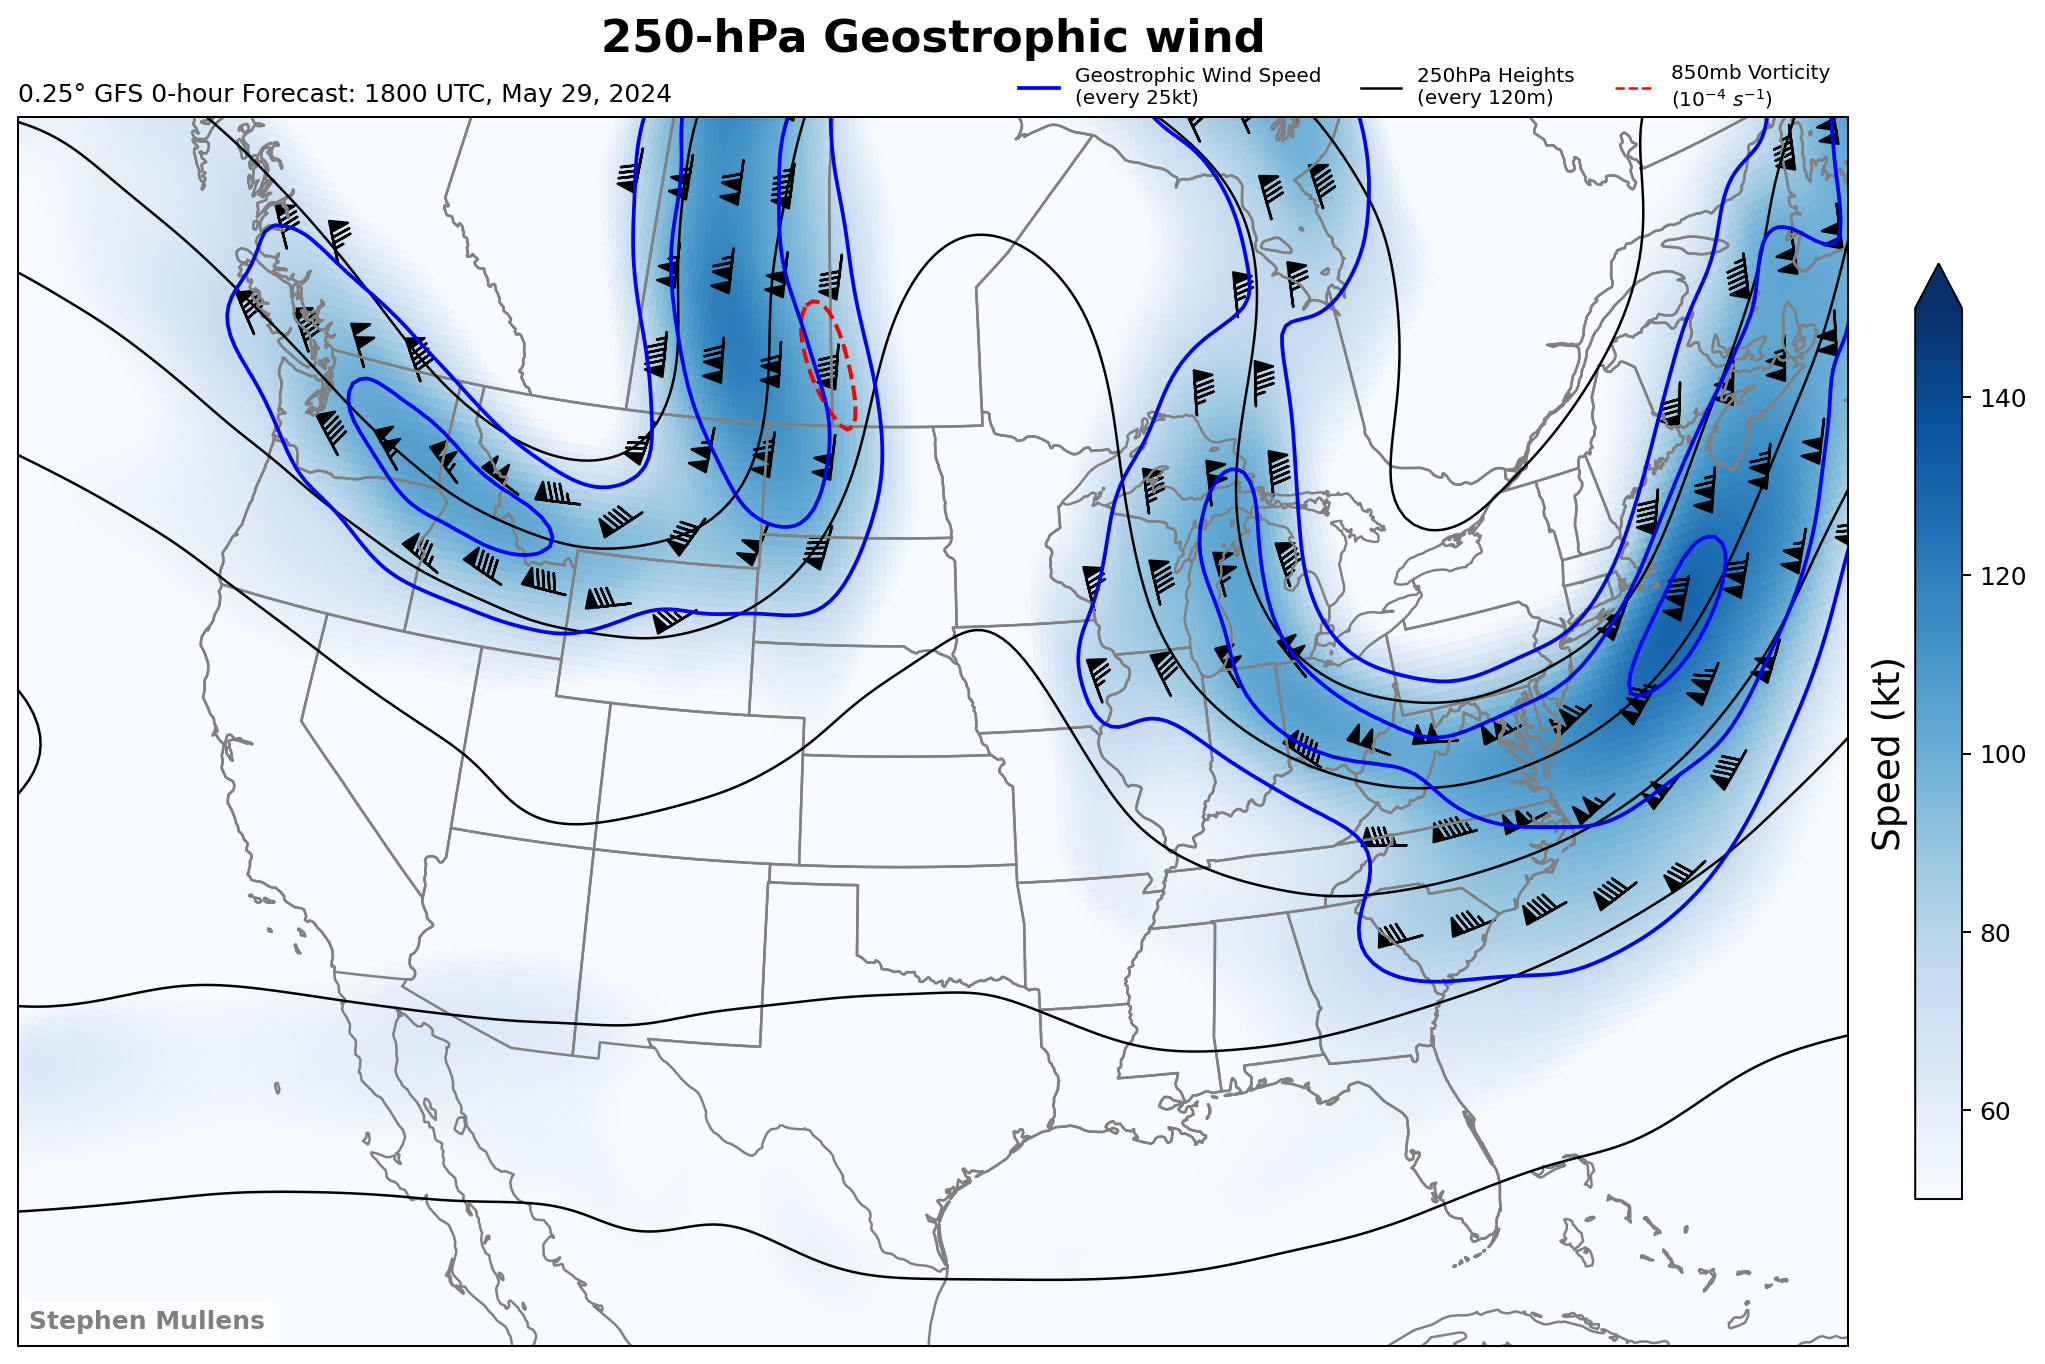 250-hPa Geostrophic wind
0.25° GFS 0-hour Forecast: 1800 UTC, May 29, 2024
Geostrophic Wind Speed
(every 25kt)
250hPa Heights
(every 120m)
850mb Vorticity
(10⁻⁴ s⁻¹)
140
120
100
80
60
Speed (kt)
Stephen Mullens